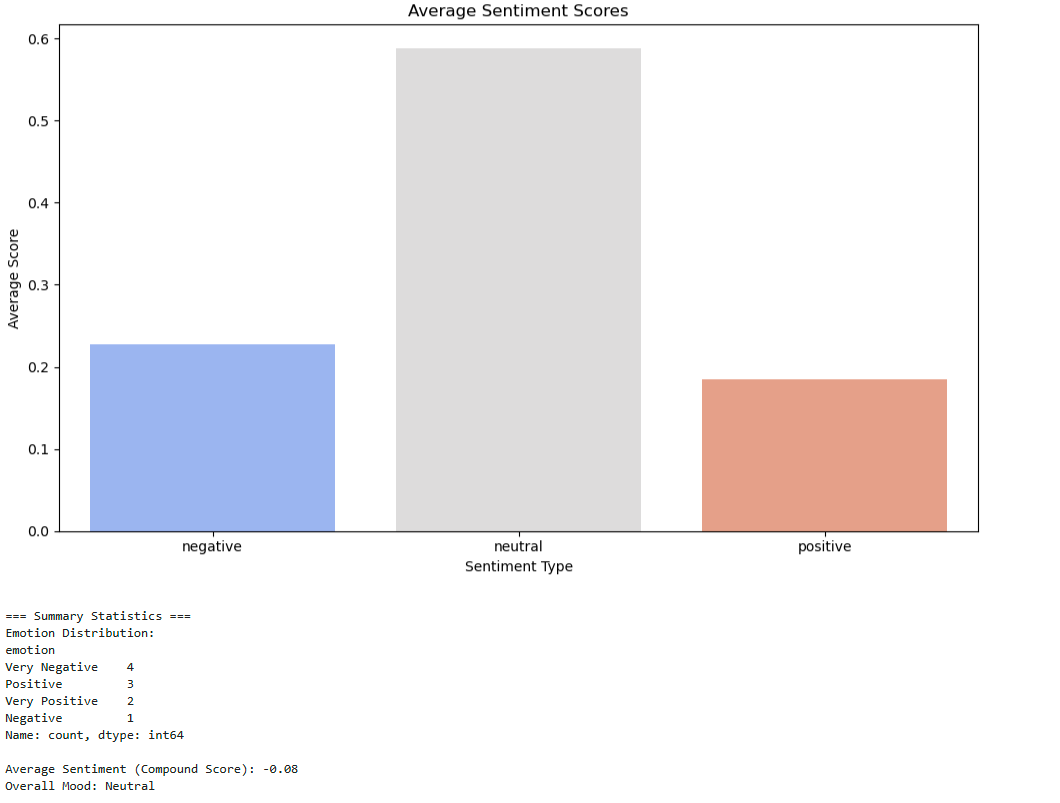 Average Sentiment Scores
0.6
0.5
0.4
0.3
0.2
0.1
0.0
Average Score
negative neutral positive
Sentiment Type
=== Summary Statistics ===
Emotion Distribution:
emotion
Very Negative    4
Positive         3
Very Positive    2
Negative         1
Name: count, dtype: int64
Average Sentiment (Compound Score): -0.08
Overall Mood: Neutral